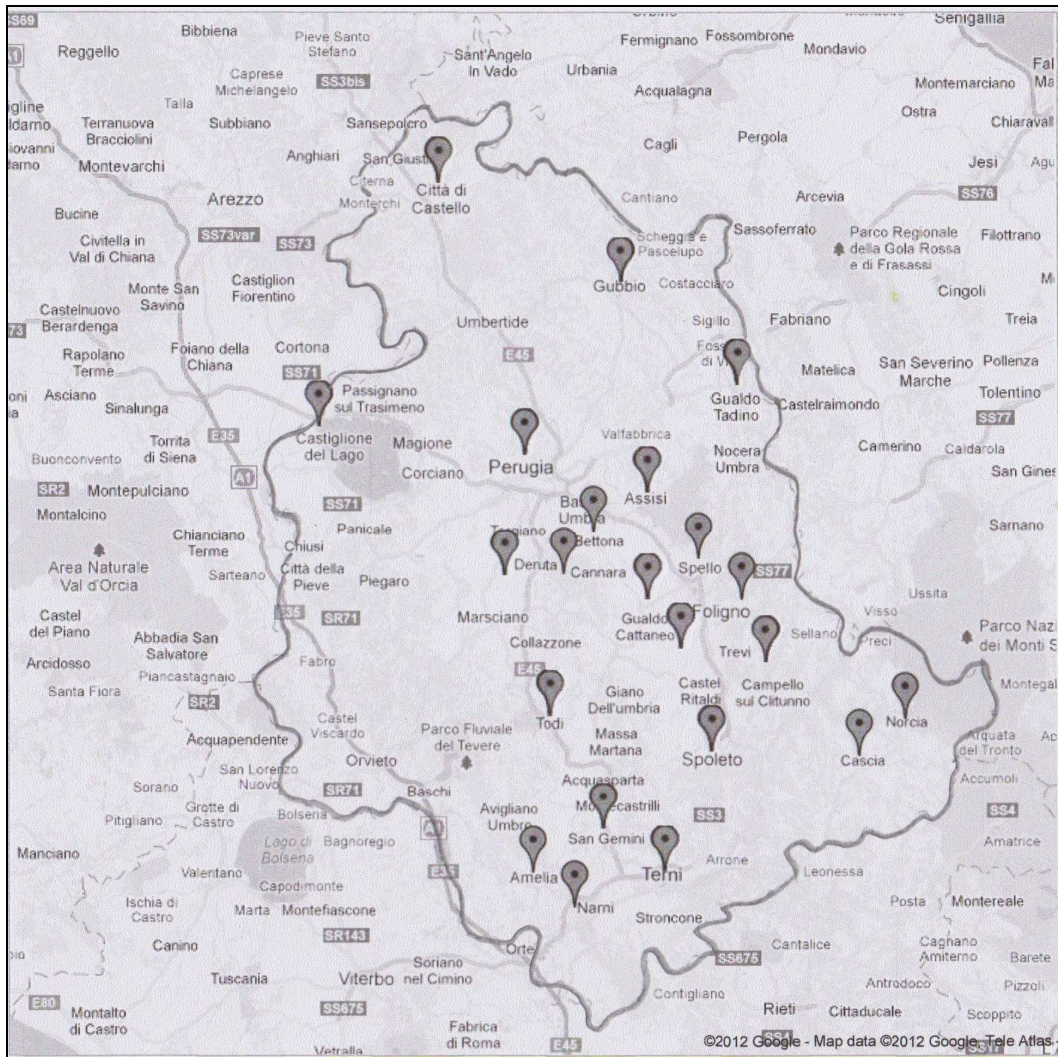 SS69
Bibbiena
Pieve Santo
Stefano
Senigallia
Reggello
A1
Sant'Angelo
In Vado
Fermignano
Fossombrone
Mondavio
Urbania
Caprese
Michelangelo
SS3bis
Acqualagna
Montemarciano
Talla
Ostra
Terranuova
Bracciolini
Subbiano
Sansepolcro
Chiaravall
Pergola
Cagli
Anghiari
Montevarchi
Jesi
Citerna
Città di
Castello
SS76
Arezzo
Monterchi
Cantiano
Arcevia
Bucine
SS73var
SS73
Scheggia e
Pascelupo
Sassoferrato
Parco Regionale
della Gola Rossa
e di Frasassi
Filottrano
Civitella in
Val di Chiana
Gubbio
Costacciaro
Monte San
Savino
Castiglion
Fiorentino
Cingoli
Castelnuovo
Berardenga
Umbertide
Sigillo
Fabriano
Treia
73
Rapolano
Terme
Foiano della
Chiana
Cortona
E45
SS71
Matelica
San Severino
Marche
Pollenza
Asciano
Sinalunga
Passignano
sul Trasimeno
Gualdo
Tadino
Castelraimondo
Tolentino
SS77
Torrita
di Siena
E35
Castiglione
del Lago
Magione
Valfabbrica
Nocera
Umbra
Camerino
Caldarola
Buonconvento
Corciano
Perugia
San Gines
SR2
Montepulciano
A1
Assisi
SS71
Montalcino
Panicale
Sarnano
Chianciano
Terme
Chiusi
Bettona
Area Naturale
Val d'Orcia
Sarteano
Città della
Pieve
Piegaro
Deruta
Cannara
Spello
SS77
Ussita
Castel
del Piano
E35
SR71
Marsciano
Gualdo
Cattaneo
Foligno
Visso
Preci
Parco Naz
dei Monti S
Abbadia San
Salvatore
Collazzone
Trevi
Sellano
Arcidosso
Fabro
E45
Santa Fiora
Piancastagnaio
SR2
Castel
Ritaldi
Campello
sul Clitunno
Montegal
Giano
Dell'umbria
Castel
Viscardo
Todi
Norcia
Acquapendente
Parco Fluviale
del Tevere
Massa
Martana
Spoleto
Cascia
Arquata
del Tronto
San Lorenzo
Nuovo
Orvieto
Sorano
SR71
Baschi
Acquasparta
Montecastrilli
Accumoli
Grotte di
Castro
Pitigliano
Bolsena
Avigliano
Umbro
SS3
SS4
Lago di
Bolsena
Bagnoregio
San Gemini
Amatrice
Manciano
Valentano
E35
Amelia
Terni
Arrone
Leonessa
Capodimonte
Ischia di
Castro
Marta
Montefiascone
Narni
Stroncone
Posta
Montereale
SR143
Canino
Orte
Cantalice
Cagnano
Amiterno
SS675
Barete
Tuscania
Viterbo
Soriano
nel Cimino
Contigliano
Antrodoco
Pizzoli
E80
Montalto
di Castro
SS675
Rieti
Cittaducale
Scoppito
Fabrica
di Roma
Vetralla
SS4
©2012 Google - Map data ©2012 Google, Tele Atlas